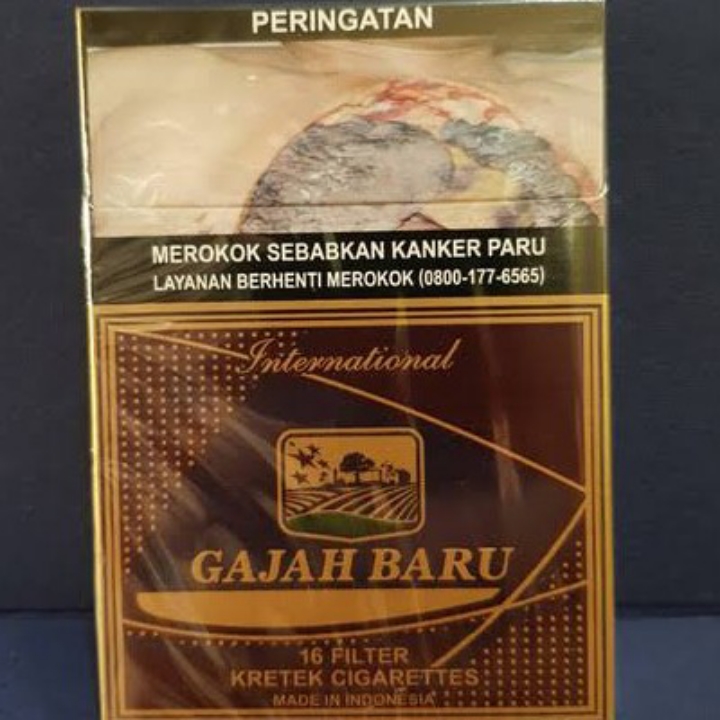 PERINGATAN
MEROKOK SEBABKAN KANKER PARU
LAYANAN BERHENTI MEROKOK (0800-177-6565)
International
GAJAH BARU
16 FILTER
KRETEK CIGARETTES
MADE IN INDONESIA